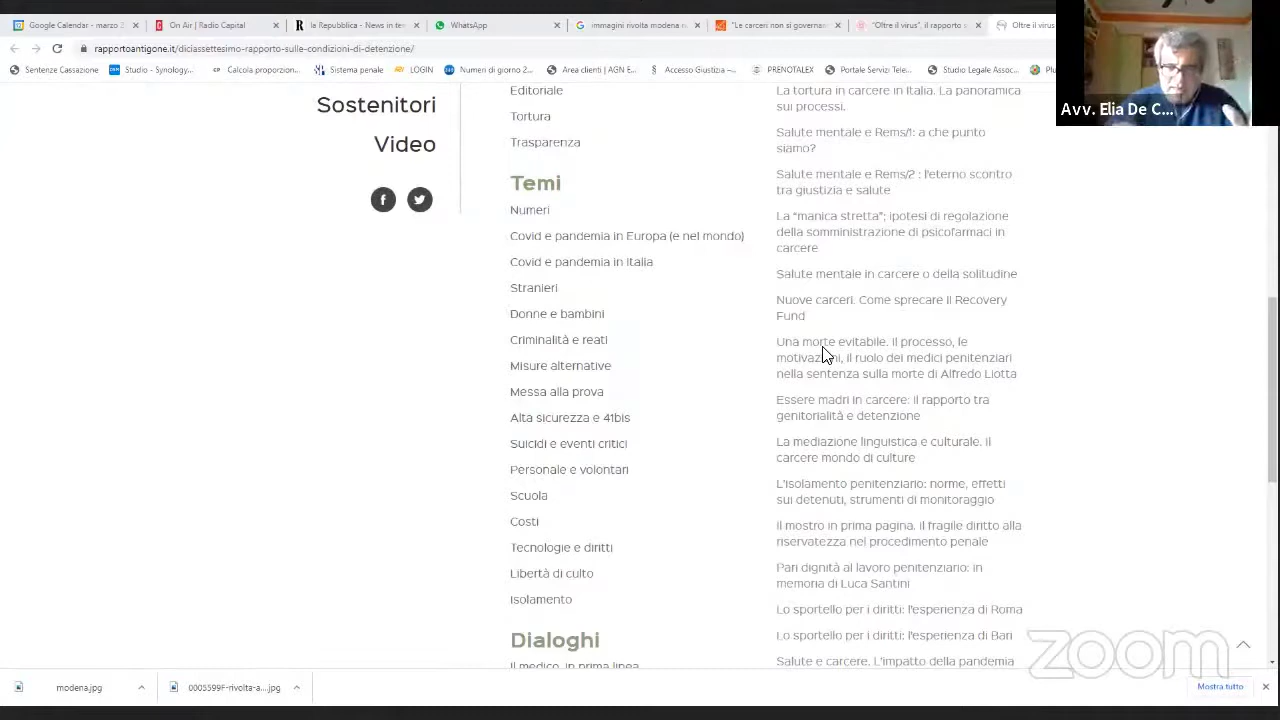 Google Calendar - marzo 2
On Air | Radio Capital
la Repubblica - News in te
WhatsApp
immagini rivolta modena
"Le carceri non si governa
"Oltre il virus", il rapporto s
Oltre il virus
rapportoantigone.it/diciassettesimo-rapporto-sulle-condizioni-di-detenzione/
Sentenze Cassazione
Studio - Synology...
Calcola proporzion...
Sistema penale
LOGIN
Numeri di giorno 2...
Area clienti | AGN E...
Accesso Giustizia –...
PRENOTALEX
Portale Servizi Tele...
Studio Legale Assoc...
Avv. Elia De C...
Sostenitori
Video
Editoriale
Tortura
Trasparenza
Temi
Numeri
Covid e pandemia in Europa (e nel mondo)
Covid e pandemia in Italia
Stranieri
Donne e bambini
Criminalità e reati
Misure alternative
Messa alla prova
Alta sicurezza e 41bis
Suicidi e eventi critici
Personale e volontari
Scuola
Costi
Tecnologie e diritti
Libertà di culto
Isolamento
Dialoghi
Il medico, in prima linea
La tortura in carcere in Italia. La panoramica
sui processi.
Salute mentale e Rems/1: a che punto
siamo?
Salute mentale e Rems/2 : l'eterno scontro
tra giustizia e salute
La "manica stretta"; ipotesi di regolazione
della somministrazione di psicofarmaci in
carcere
Salute mentale in carcere o della solitudine
Nuove carceri. Come sprecare il Recovery
Fund
Una morte evitabile. Il processo, le
motivazioni, il ruolo dei medici penitenziari
nella sentenza sulla morte di Alfredo Liotta
Essere madri in carcere: il rapporto tra
genitorialità e detenzione
La mediazione linguistica e culturale. Il
carcere mondo di culture
L'isolamento penitenziario: norme, effetti
sui detenuti, strumenti di monitoraggio
Il mostro in prima pagina. Il fragile diritto alla
riservatezza nel procedimento penale
Pari dignità al lavoro penitenziario: in
memoria di Luca Santini
Lo sportello per i diritti: l'esperienza di Roma
Lo sportello per i diritti: l'esperienza di Bari
Salute e carcere. L'impatto della pandemia
zoom
modena.jpg
0005599F-rivolta-a....jpg
Mostra tutto